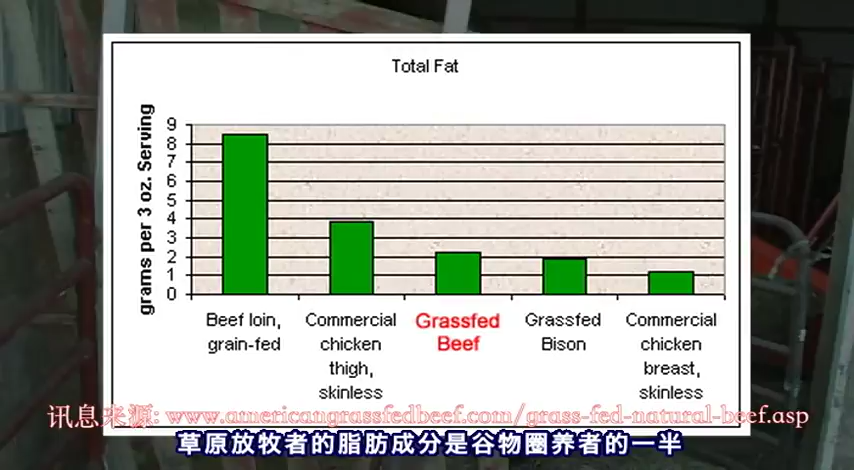 Total Fat
grams per 3 oz. Serving
9
8
7
6
5
4
3
2
1
0
Beef loin,
grain-fed
Commercial
chicken
thigh,
skinless
Grassfed
Beef
Grassfed
Bison
Commercial
chicken
breast,
skinless
讯息来源: www.americangrassfedbeef.com/grass-fed-natural-beef.asp
草原放牧者的脂肪成分是谷物圈养者的一半